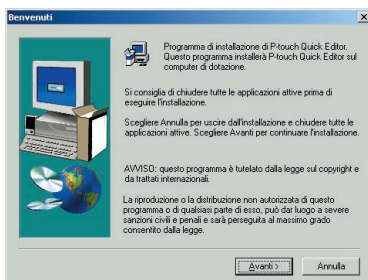 Benvenuti
Programma di installazione di P-touch Quick Editor.
Questo programma installerà P-touch Quick Editor sul
computer di dotazione.
Si consiglia di chiudere tutte le applicazioni attive prima di
eseguire l'installazione.
Scegliere Annulla per uscire dall'installazione e chiudere tutte le
applicazioni attive. Scegliere Avanti per continuare l'installazione.
AVVISO: questo programma è tutelato dalla legge sul copyright e
da trattati internazionali.
La riproduzione o la distribuzione non autorizzata di questo
programma o di qualsiasi parte di esso, può dar luogo a severe
sanzioni civili e penali e sarà perseguita al massimo grado
consentito dalla legge.
Avanti > Annulla